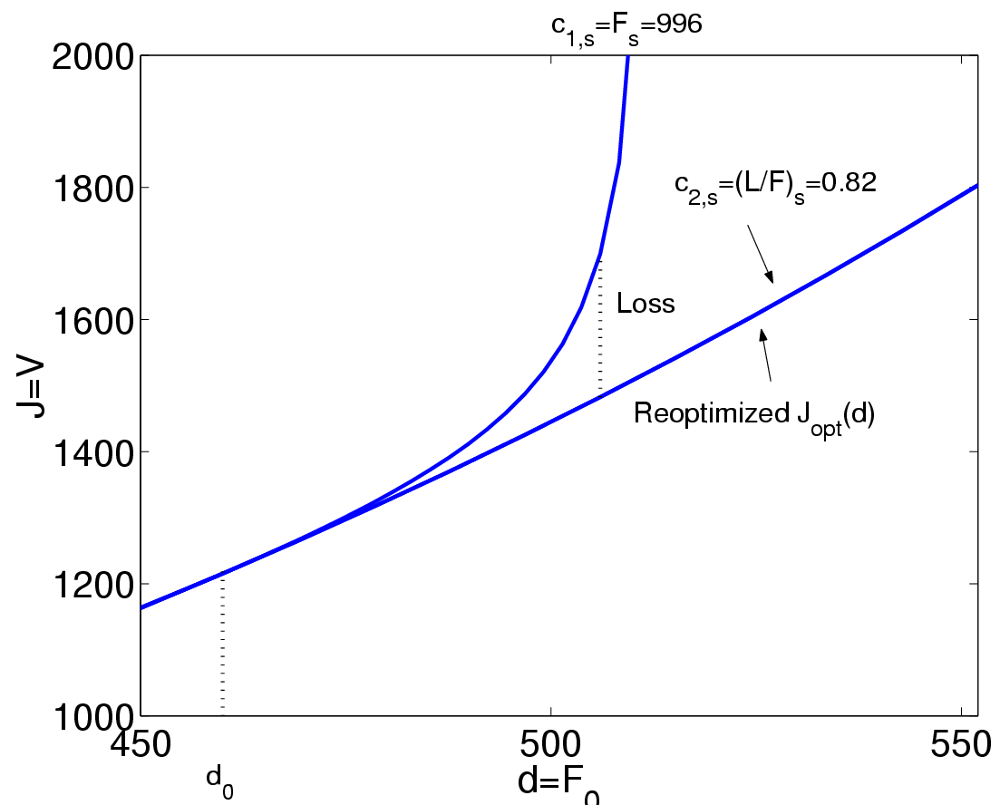 c1,s=Fs=996
2000
1800
1600
1400
1200
1000
J=V
c2,s=(L/F)s=0.82
Loss
Reoptimized Jopt(d)
450
500
550
d0
d=F0